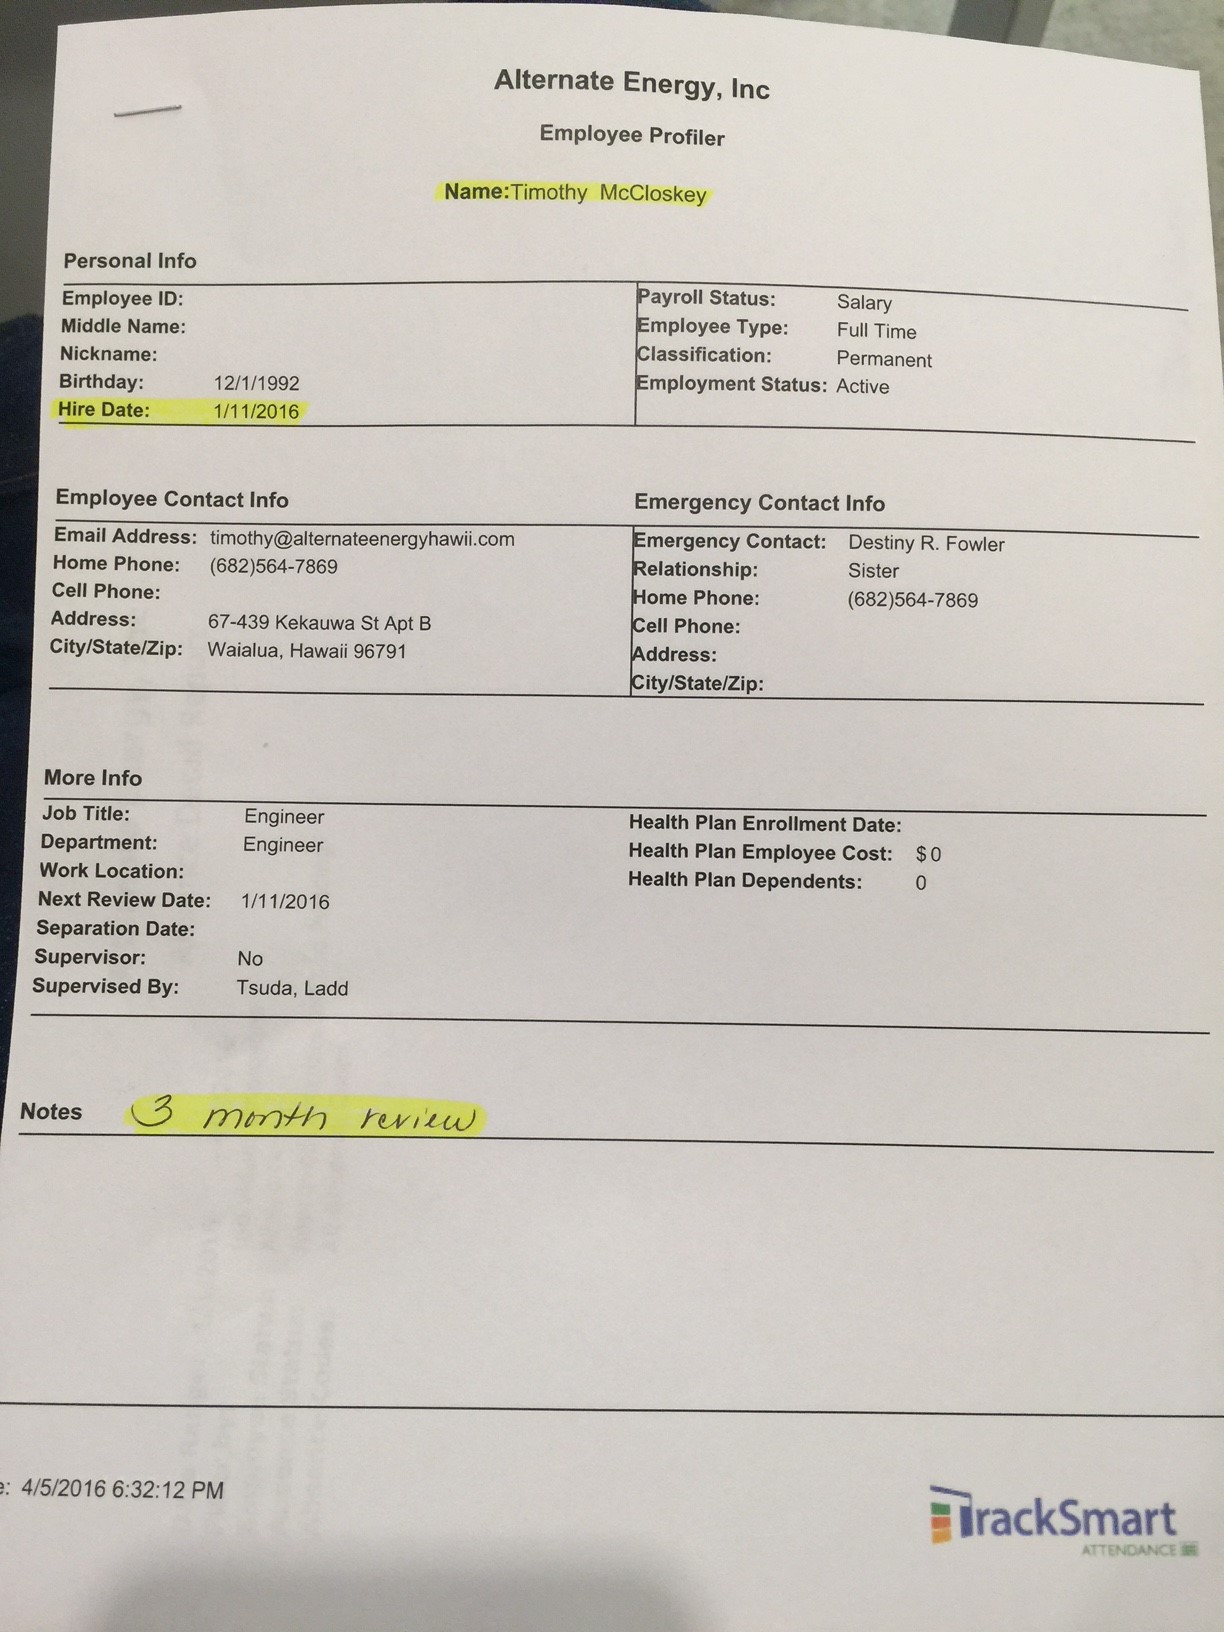 Alternate Energy, Inc
Employee Profiler
Name:Timothy McCloskey
Personal Info
Employee ID:
Middle Name:
Nickname:
Birthday: 12/1/1992
Hire Date: 1/11/2016
Payroll Status: Salary
Employee Type: Full Time
Classification: Permanent
Employment Status: Active
Employee Contact Info
Email Address: timothy@alternateenergyhawii.com
Home Phone: (682)564-7869
Cell Phone:
Address: 67-439 Kekauwa St Apt B
City/State/Zip: Waialua, Hawaii 96791
Emergency Contact Info
Emergency Contact: Destiny R. Fowler
Relationship: Sister
Home Phone: (682)564-7869
Cell Phone:
Address:
City/State/Zip:
More Info
Job Title: Engineer
Department: Engineer
Work Location:
Next Review Date: 1/11/2016
Separation Date:
Supervisor: No
Supervised By: Tsuda, Ladd
Health Plan Enrollment Date:
Health Plan Employee Cost: $0
Health Plan Dependents: 0
Notes 3 month review
e: 4/5/2016 6:32:12 PM
TrackSmart
ATTENDANCE